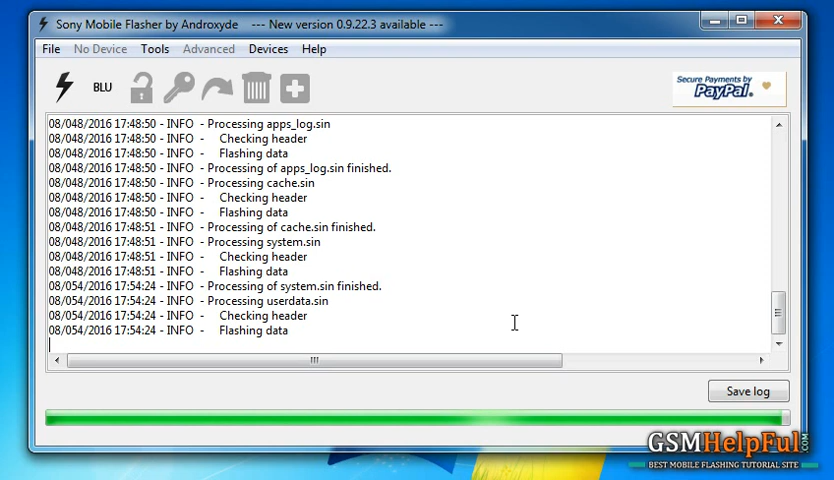 Sony Mobile Flasher by Androxyde --- New version 0.9.22.3 available ---
File No Device Tools Advanced Devices Help
BLU
Secure Payments by
PayPal.
08/048/2016 17:48:50 - INFO - Processing apps_log.sin
08/048/2016 17:48:50 - INFO - Checking header
08/048/2016 17:48:50 - INFO - Flashing data
08/048/2016 17:48:50 - INFO - Processing of apps_log.sin finished.
08/048/2016 17:48:50 - INFO - Processing cache.sin
08/048/2016 17:48:50 - INFO - Checking header
08/048/2016 17:48:50 - INFO - Flashing data
08/048/2016 17:48:51 - INFO - Processing of cache.sin finished.
08/048/2016 17:48:51 - INFO - Processing system.sin
08/048/2016 17:48:51 - INFO - Checking header
08/048/2016 17:48:51 - INFO - Flashing data
08/054/2016 17:54:24 - INFO - Processing of system.sin finished.
08/054/2016 17:54:24 - INFO - Processing userdata.sin
08/054/2016 17:54:24 - INFO - Checking header
08/054/2016 17:54:24 - INFO - Flashing data
Save log
GSMHelpFul.com
BEST MOBILE FLASHING TUTORIAL SITE